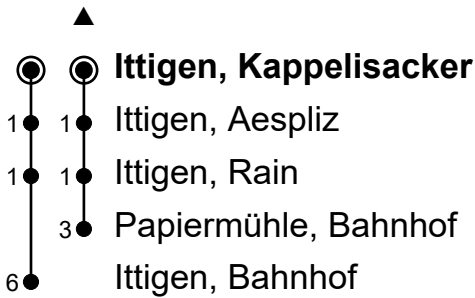 Ittigen, Kappelisacker
1 1 Ittigen, Aespliz
1 1 Ittigen, Rain
3 Papiermühle, Bahnhof
6 Ittigen, Bahnhof